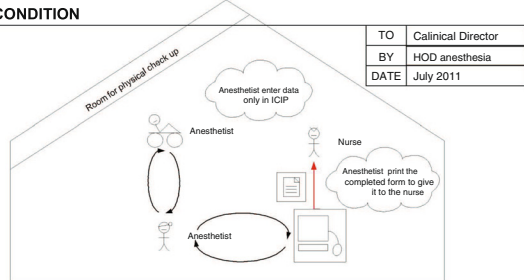 CONDITION
TO Calinical Director
BY HOD anesthesia
DATE July 2011
Room for physical check up
Anesthetist enter data
only in ICIP
Anesthetist
Nurse
Anesthetist print the
completed form to give
it to the nurse
Anesthetist